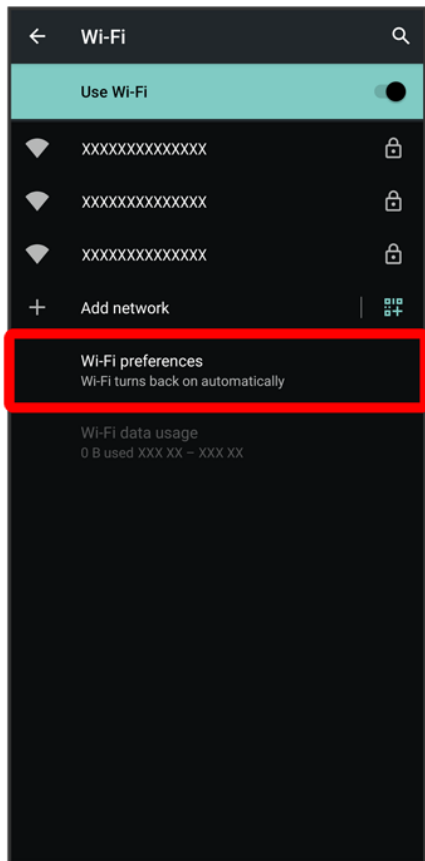 Wi-Fi
Use Wi-Fi
XXXXXXXXXXXXXX
XXXXXXXXXXXXXX
XXXXXXXXXXXXXX
Add network
Wi-Fi preferences
Wi-Fi turns back on automatically
Wi-Fi data usage
0 B used XXX XX – XXX XX